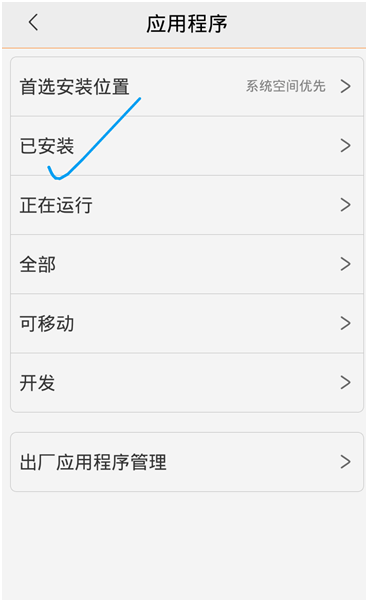 应用程序
首选安装位置 系统空间优先
已安装
正在运行
全部
可移动
开发
出厂应用程序管理